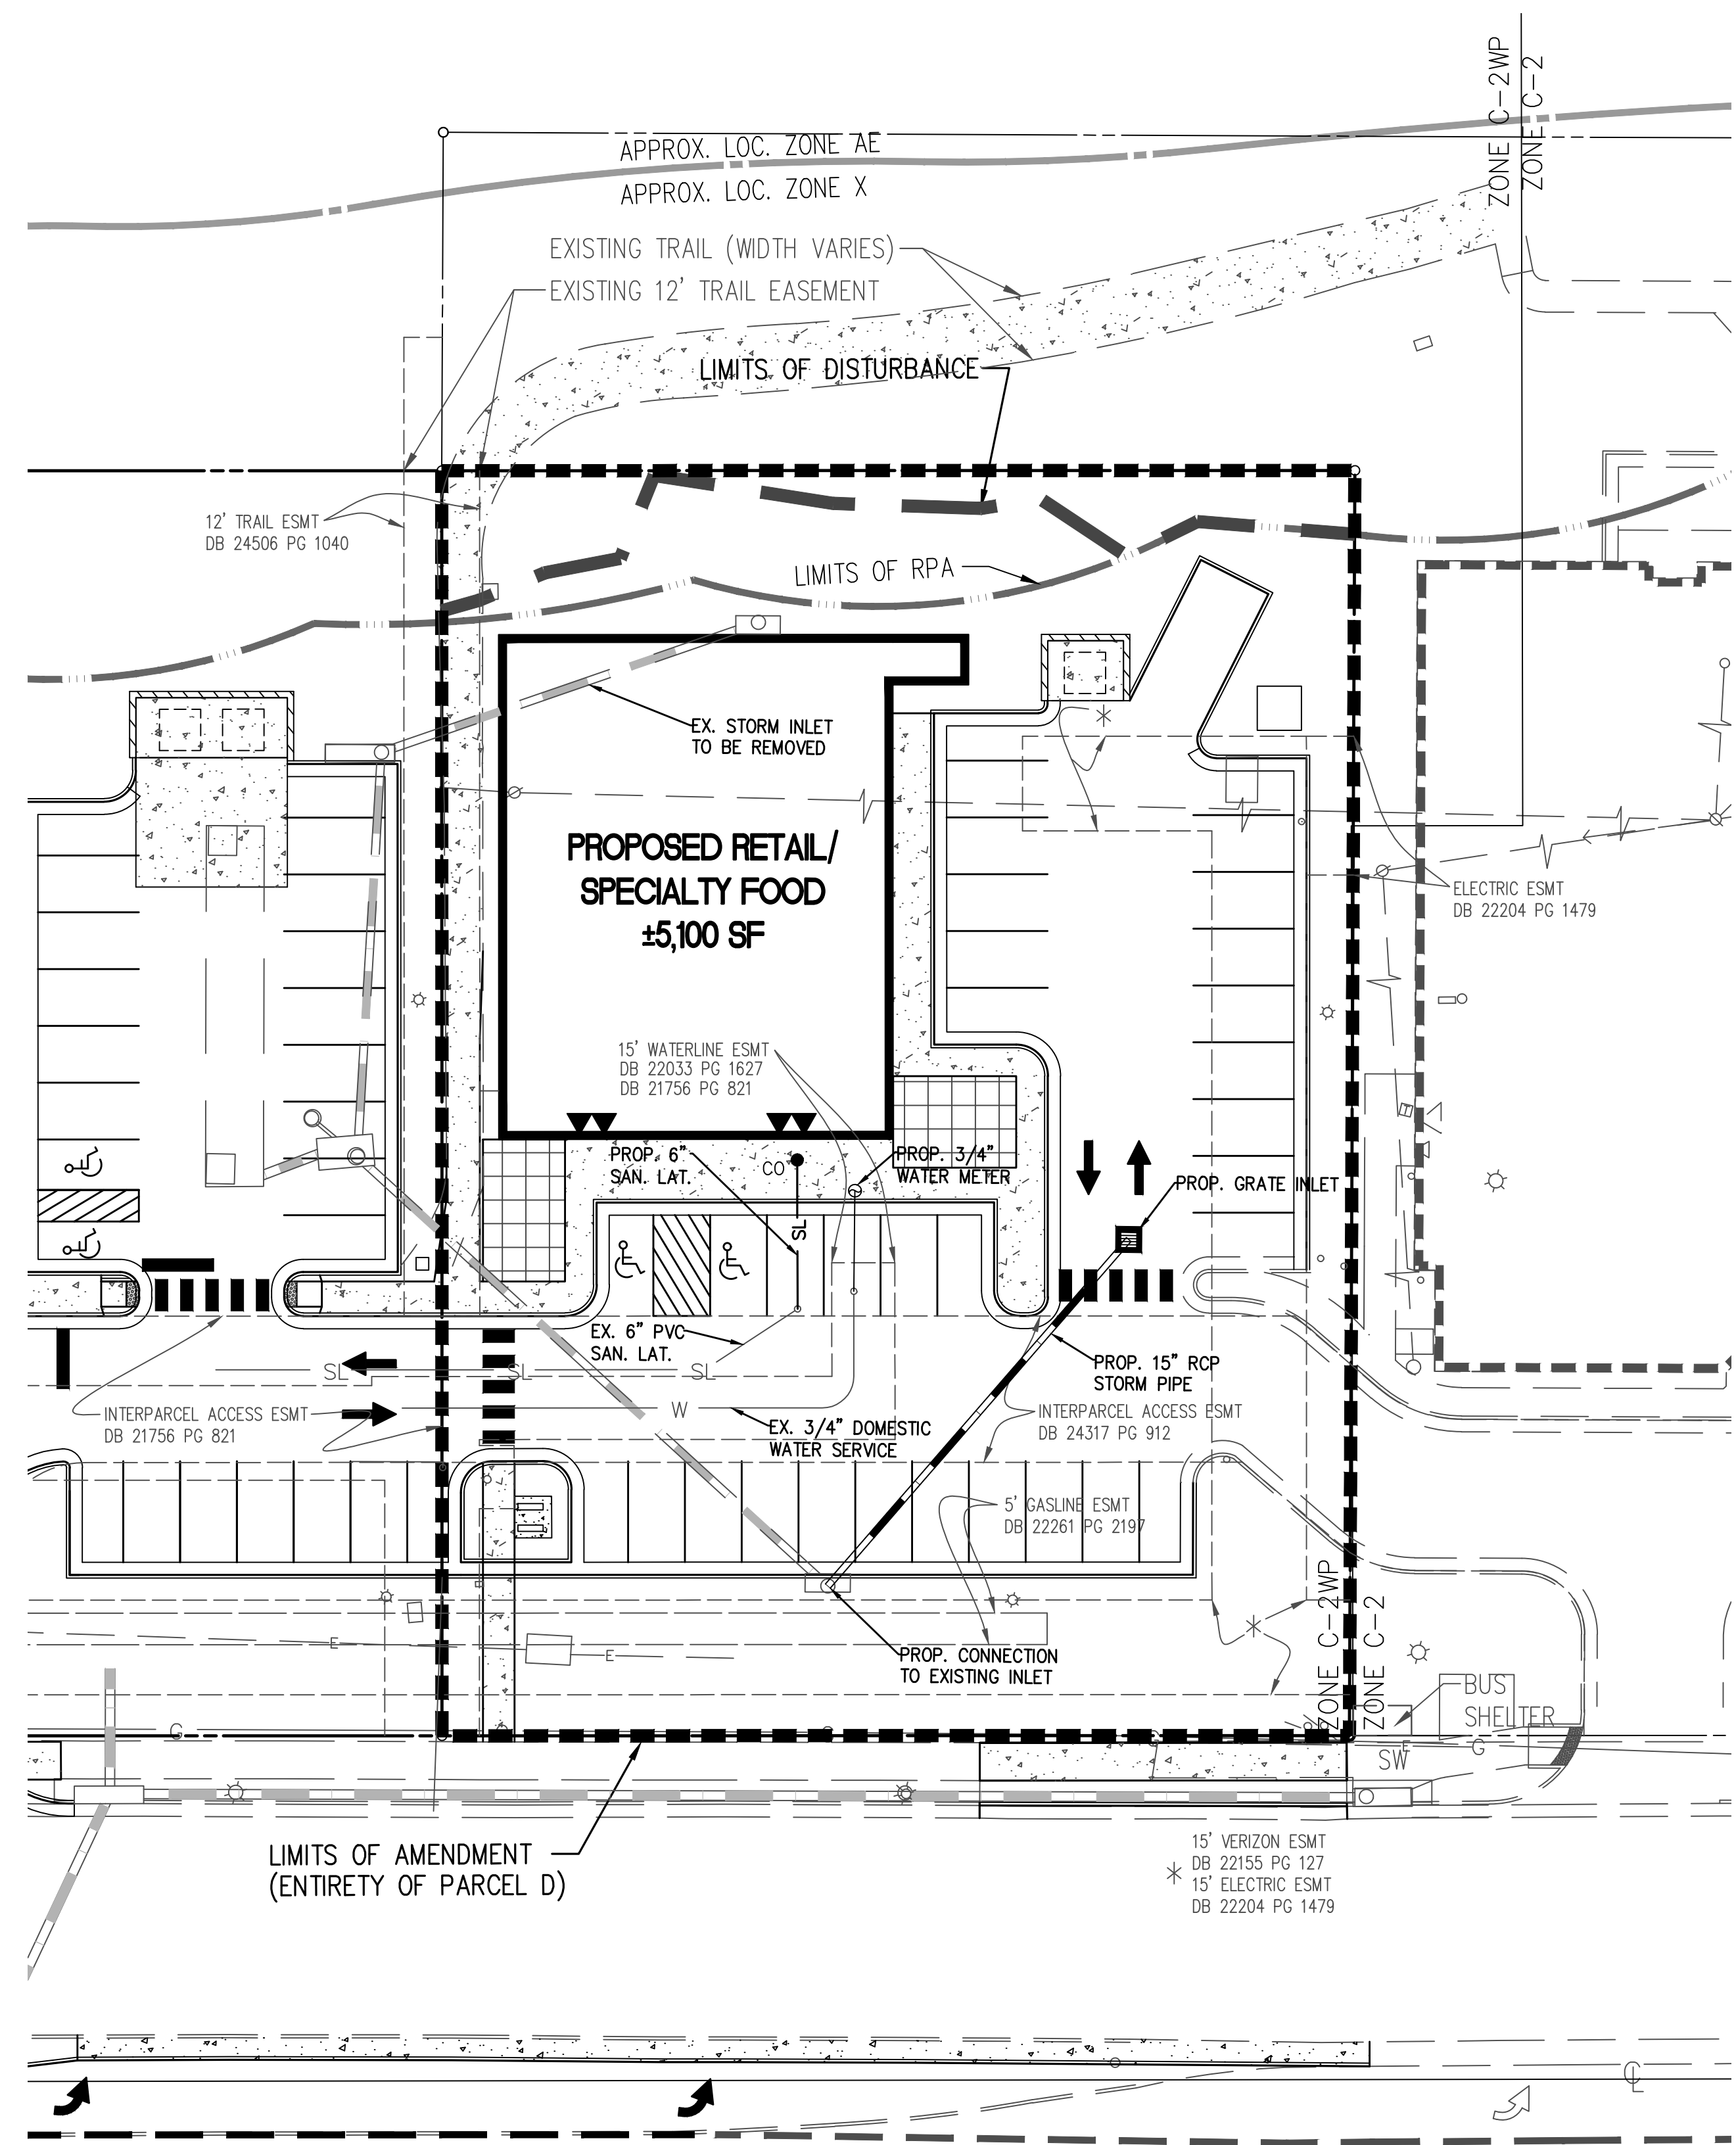 ZONE C-2WP
ZONE C-2
APPROX. LOC. ZONE AE
APPROX. LOC. ZONE X
EXISTING TRAIL (WIDTH VARIES)
EXISTING 12' TRAIL EASEMENT
LIMITS OF DISTURBANCE
12' TRAIL ESMT
DB 24506 PG 1040
LIMITS OF RPA
EX. STORM INLET
TO BE REMOVED
PROPOSED RETAIL/
SPECIALTY FOOD
±5,100 SF
ELECTRIC ESMT
DB 22204 PG 1479
15' WATERLINE ESMT
DB 22033 PG 1627
DB 21756 PG 821
PROP. 6"
SAN. LAT.
CO
PROP. 3/4"
WATER METER
PROP. GRATE INLET
SL
EX. 6" PVC
SAN. LAT.
SL
SL
SL
PROP. 15" RCP
STORM PIPE
INTERPARCEL ACCESS ESMT
DB 21756 PG 821
W
EX. 3/4" DOMESTIC
WATER SERVICE
INTERPARCEL ACCESS ESMT
DB 24317 PG 912
5' GASLINE ESMT
DB 22261 PG 2197
E
E
PROP. CONNECTION
TO EXISTING INLET
ZONE C-2WP
ZONE C-2
BUS
SHELTER
G
G
G
G
G
SW
E
LIMITS OF AMENDMENT
(ENTIRETY OF PARCEL D)
15' VERIZON ESMT
DB 22155 PG 127
15' ELECTRIC ESMT
DB 22204 PG 1479
CL